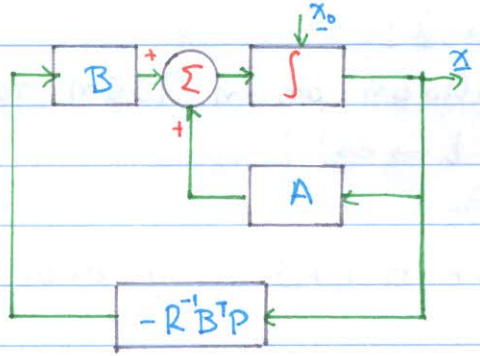 x₀
B + Σ ∫ x
+
A
-R⁻¹BᵀP